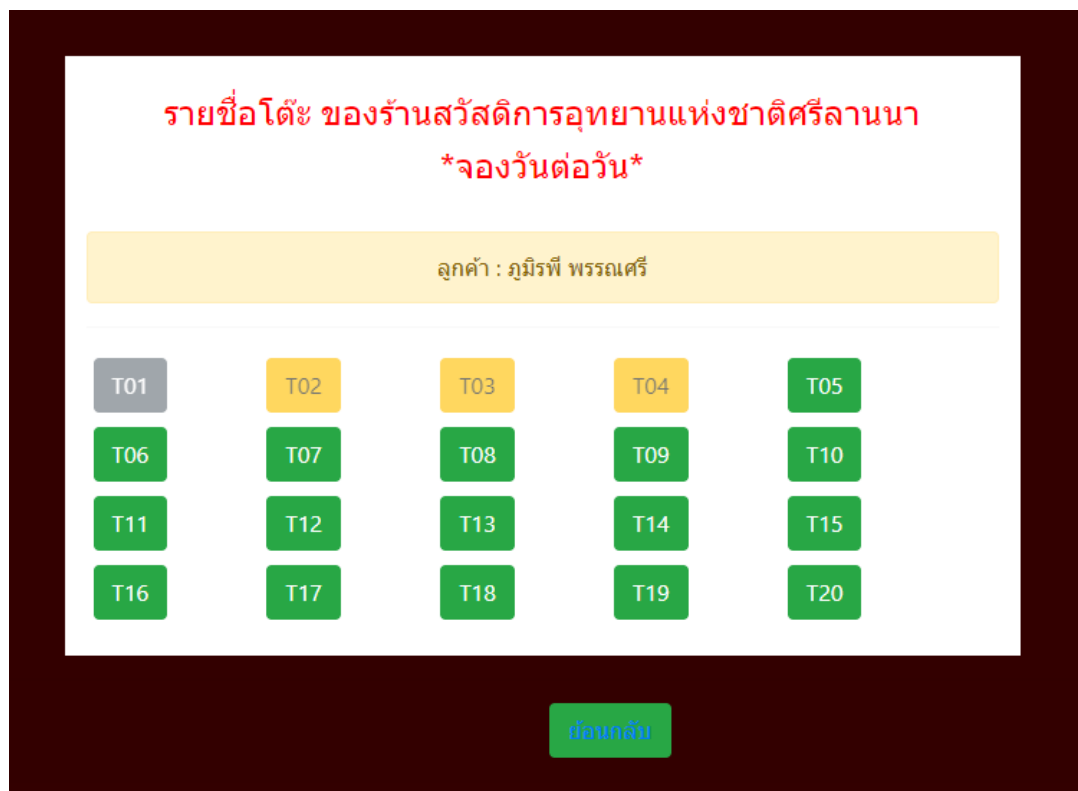 รายชื่อโต๊ะ ของร้านสวัสดิการอุทยานแห่งชาติศรีลานนา
*จองวันต่อวัน*
ลูกค้า : ภูมิรพี พรรณศรี
T01 T02 T03 T04 T05
T06 T07 T08 T09 T10
T11 T12 T13 T14 T15
T16 T17 T18 T19 T20
ย้อนกลับ